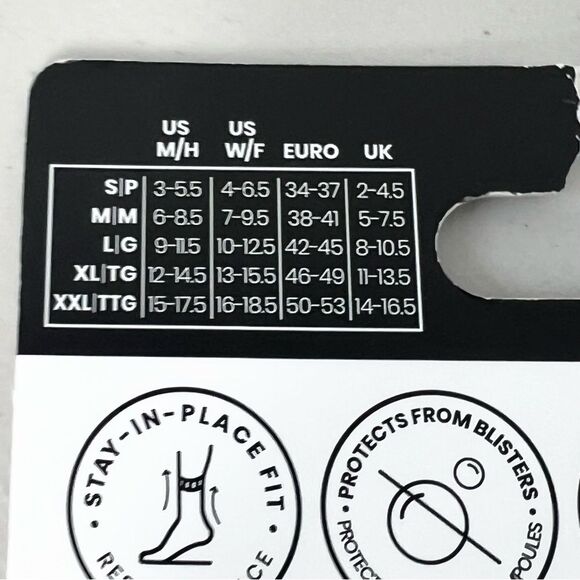 US US
M/H W/F EURO UK
S|P 3-5.5 4-6.5 34-37 2-4.5
M|M 6-8.5 7-9.5 38-41 5-7.5
L|G 9-11.5 10-12.5 42-45 8-10.5
XL|TG 12-14.5 13-15.5 46-49 11-13.5
XXL|TTG 15-17.5 16-18.5 50-53 14-16.5
• STAY-IN-PLACE FIT •
• PROTECTS FROM BLISTERS •